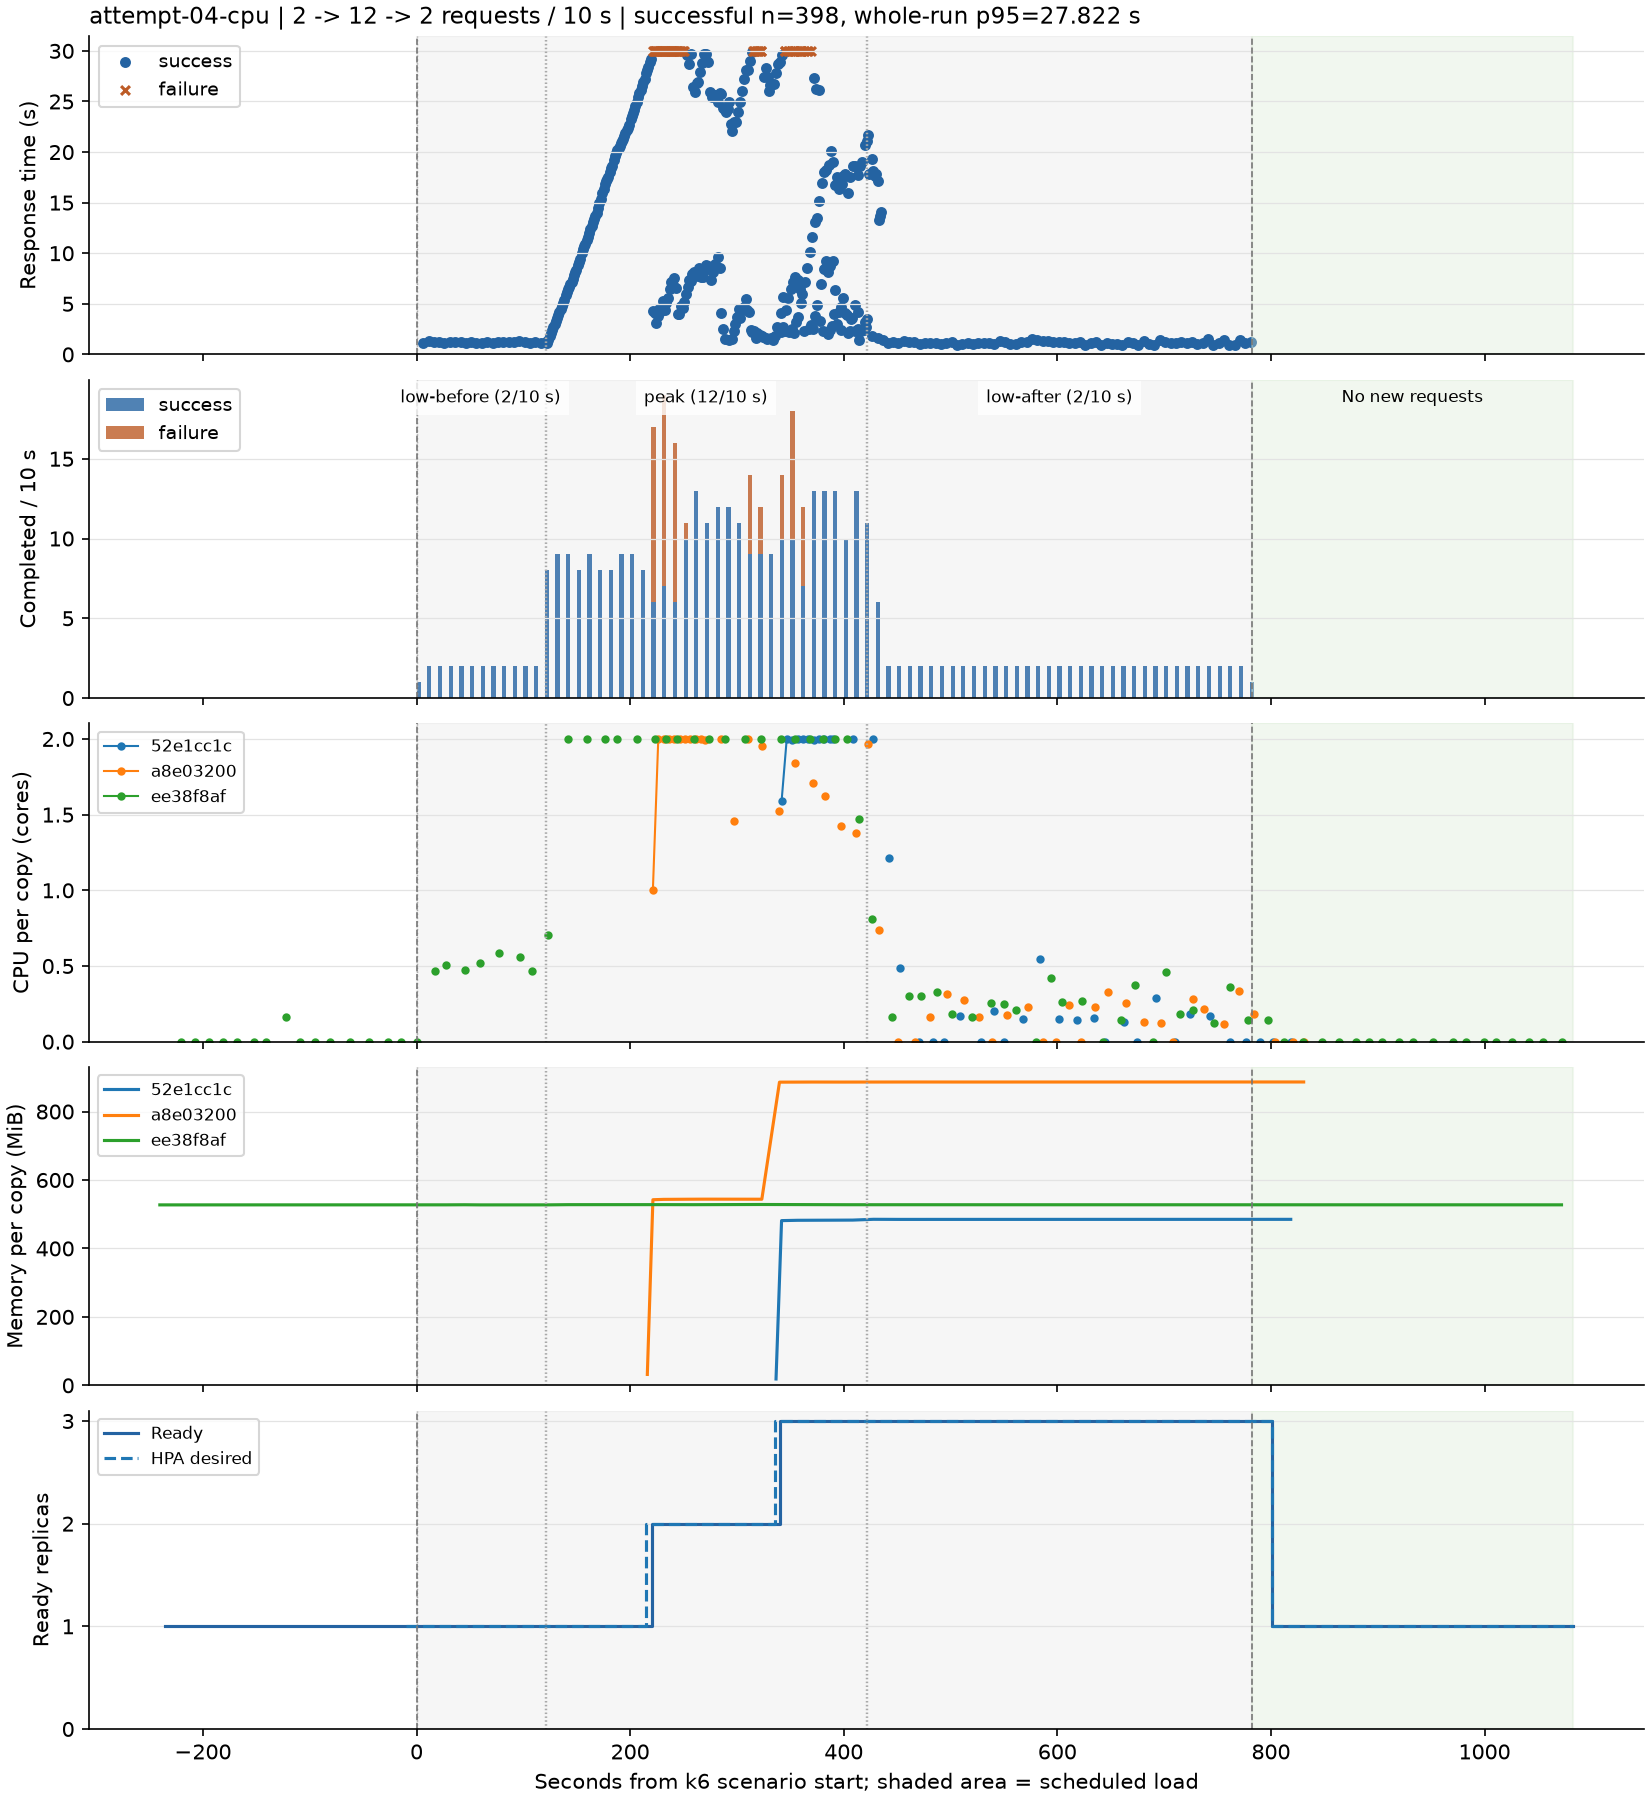 attempt-04-cpu | 2 -> 12 -> 2 requests / 10 s | successful n=398, whole-run p95=27.822 s
Response time (s)
30
25
20
15
10
5
0
success
failure
Completed / 10 s
15
10
5
0
success
failure
low-before (2/10 s)
peak (12/10 s)
low-after (2/10 s)
No new requests
CPU per copy (cores)
2.0
1.5
1.0
0.5
0.0
52e1cc1c
a8e03200
ee38f8af
Memory per copy (MiB)
800
600
400
200
0
52e1cc1c
a8e03200
ee38f8af
Ready replicas
3
2
1
0
Ready
HPA desired
−200
0
200
400
600
800
1000
Seconds from k6 scenario start; shaded area = scheduled load